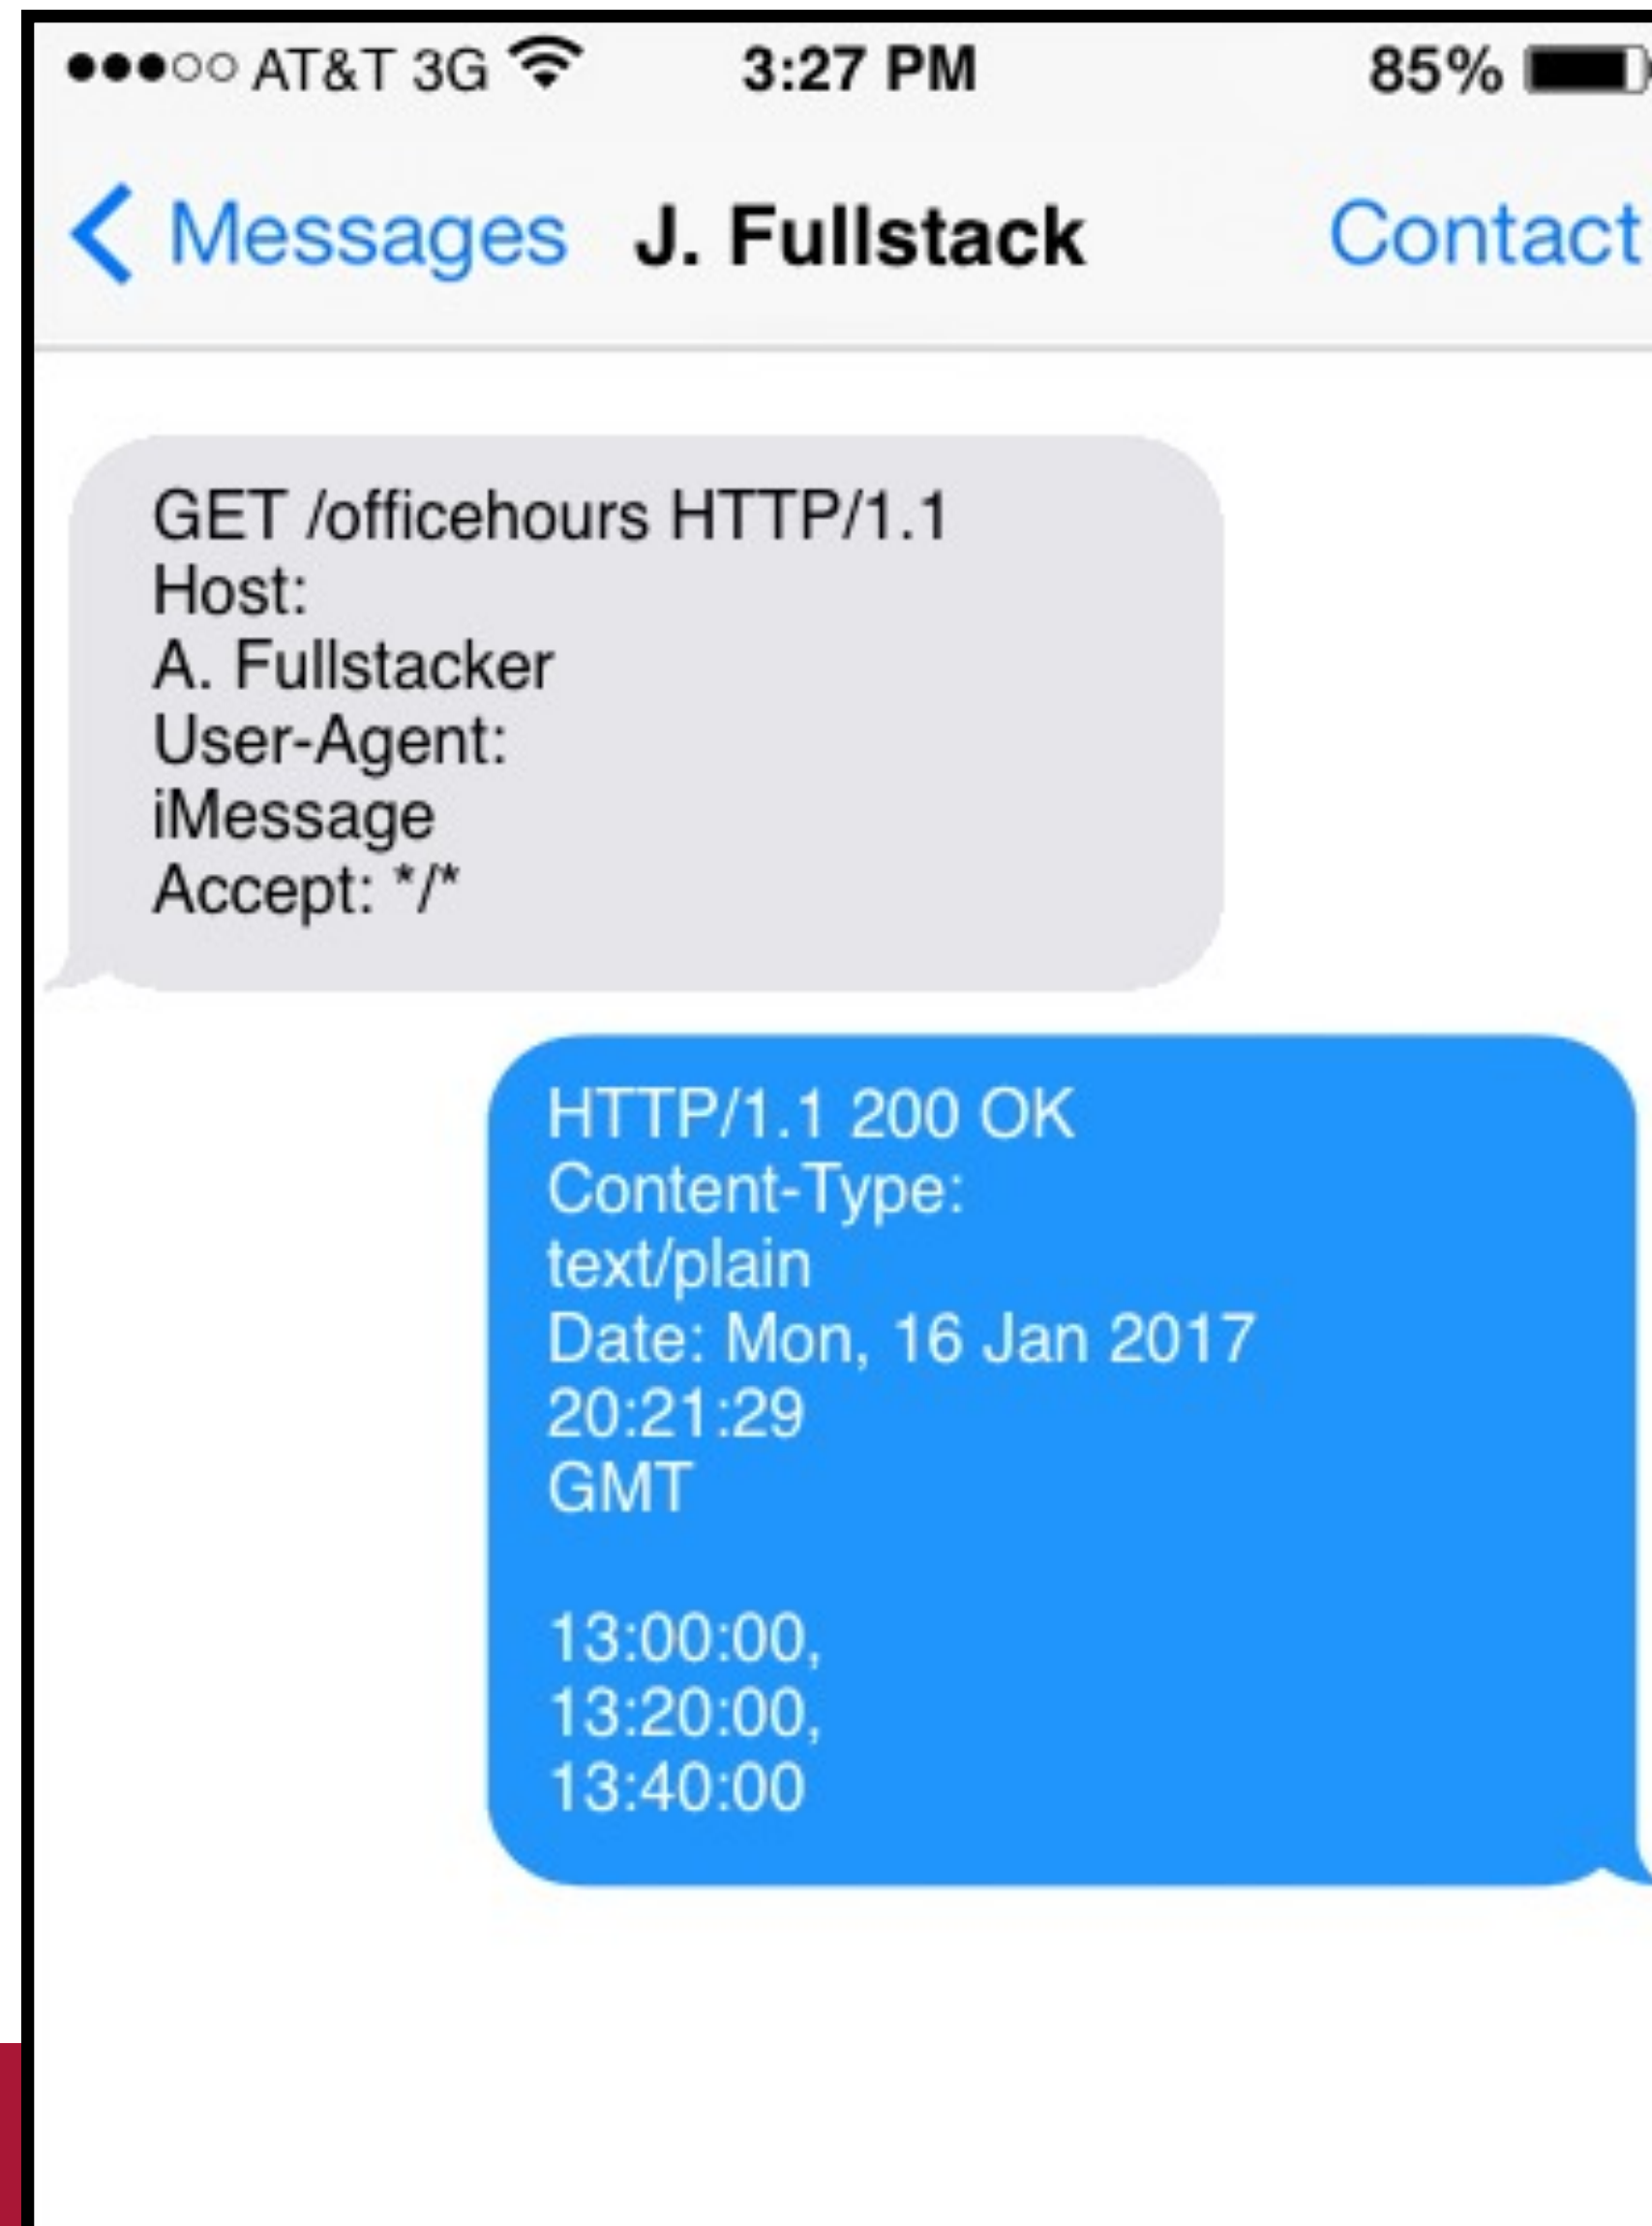 AT&T 3G 3:27 PM 85%
Messages J. Fullstack Contact
GET /officehours HTTP/1.1
Host:
A. Fullstacker
User-Agent:
iMessage
Accept: */*
HTTP/1.1 200 OK
Content-Type:
text/plain
Date: Mon, 16 Jan 2017
20:21:29
GMT
13:00:00,
13:20:00,
13:40:00